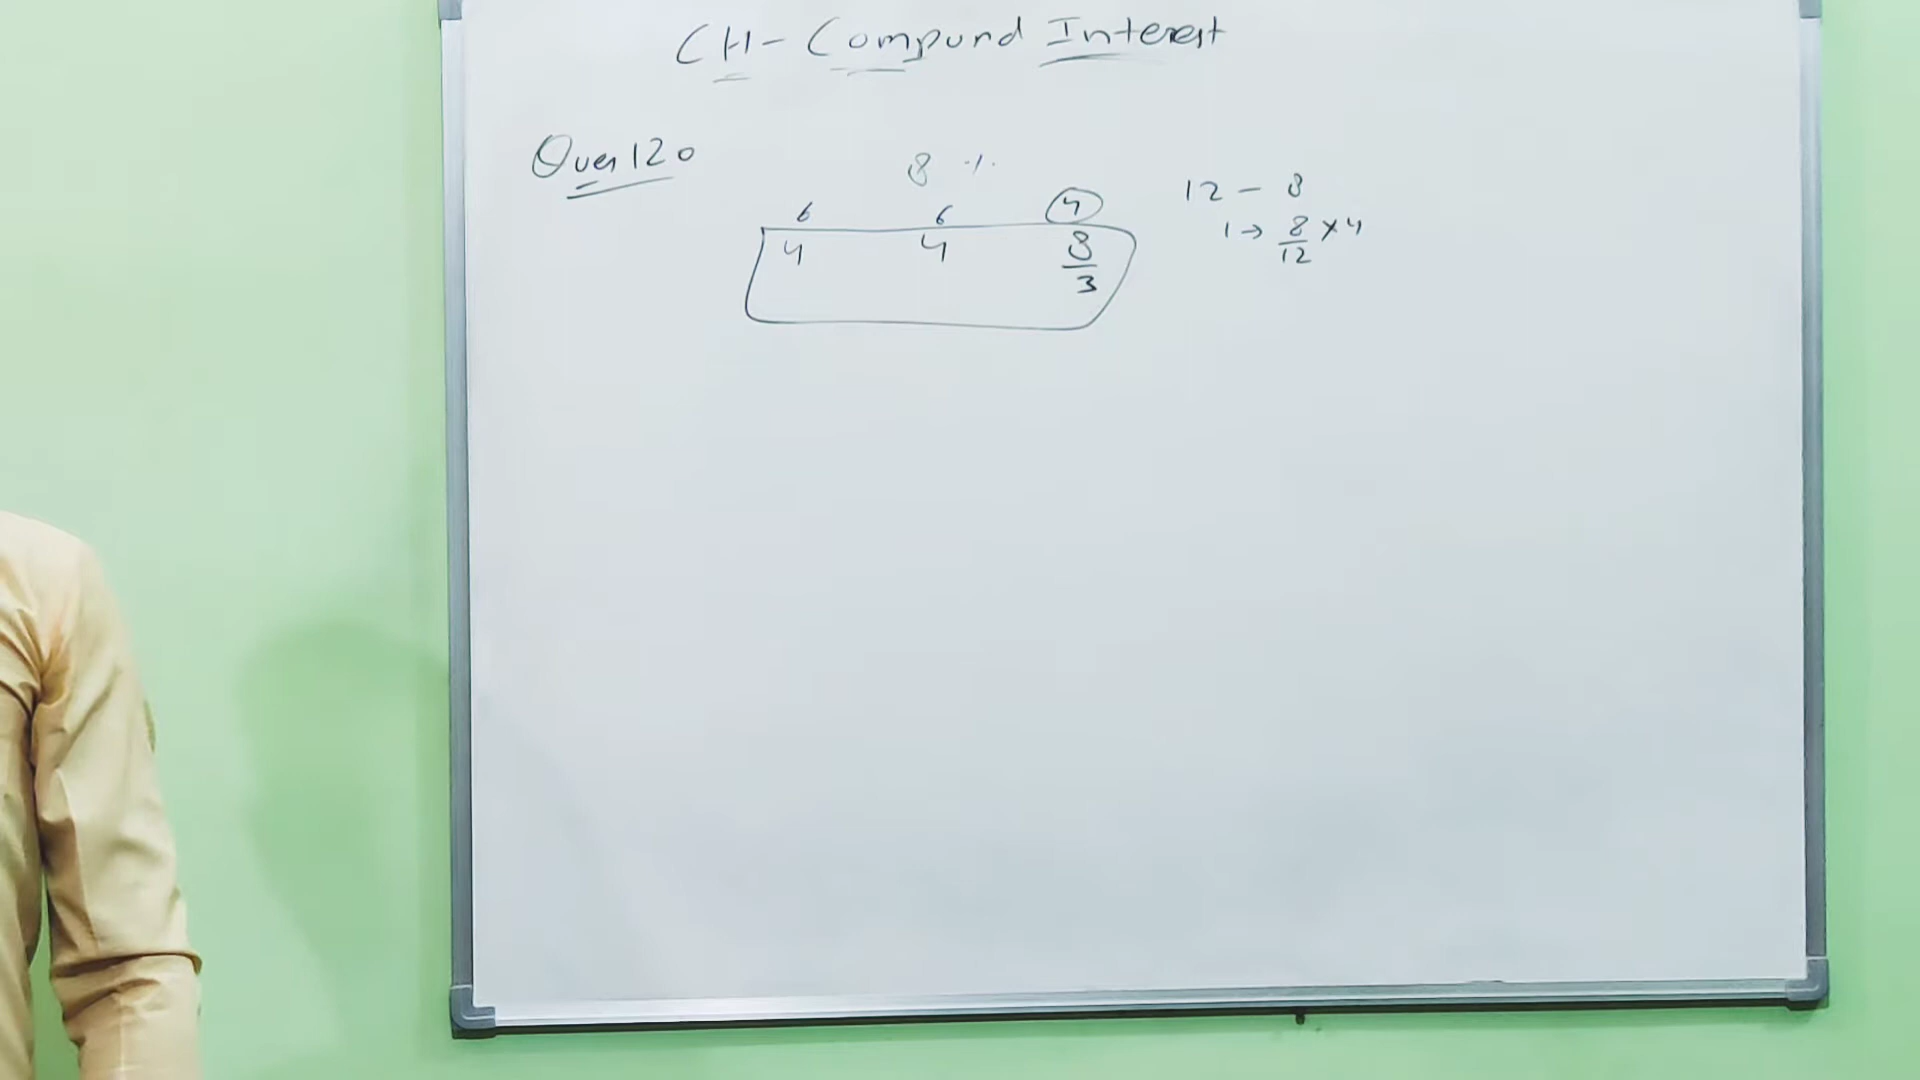 CH- Compund Interest
Ques 120
8 %
6 6 4
4 4 8/3
12 - 8
1 → 8/12 × 4